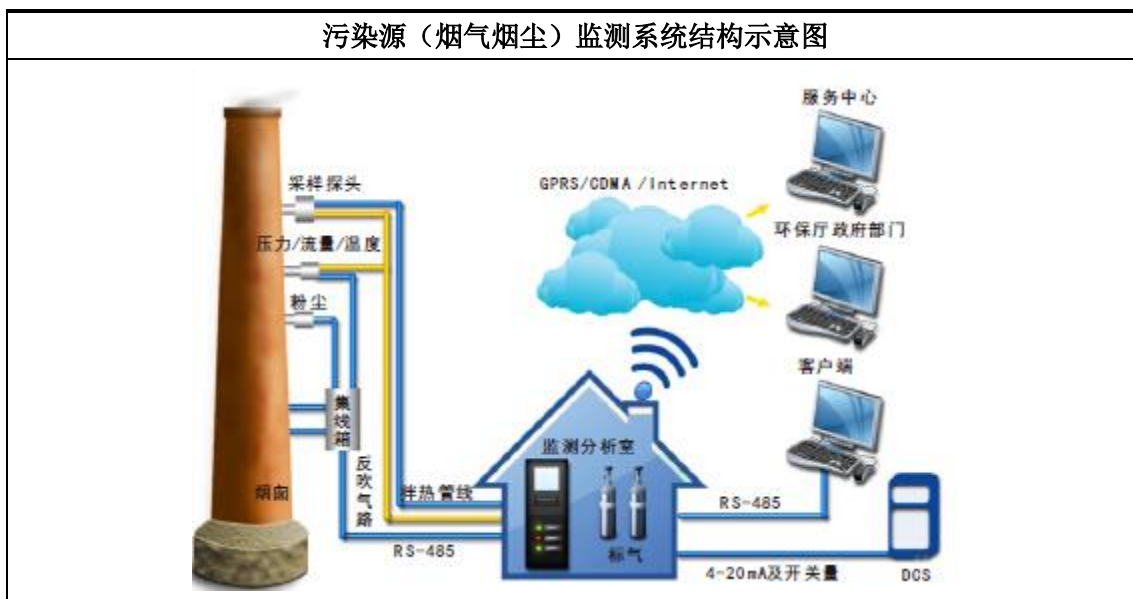 污染源（烟气烟尘）监测系统结构示意图
服务中心
采样探头
GPRS/CDMA/Internet
压力/流量/温度
环保厅政府部门
粉尘
客户端
集线箱
监测分析室
烟囱
反吹气路
伴热管线
RS-485
标气
RS-485
4-20mA及开关量
DCS